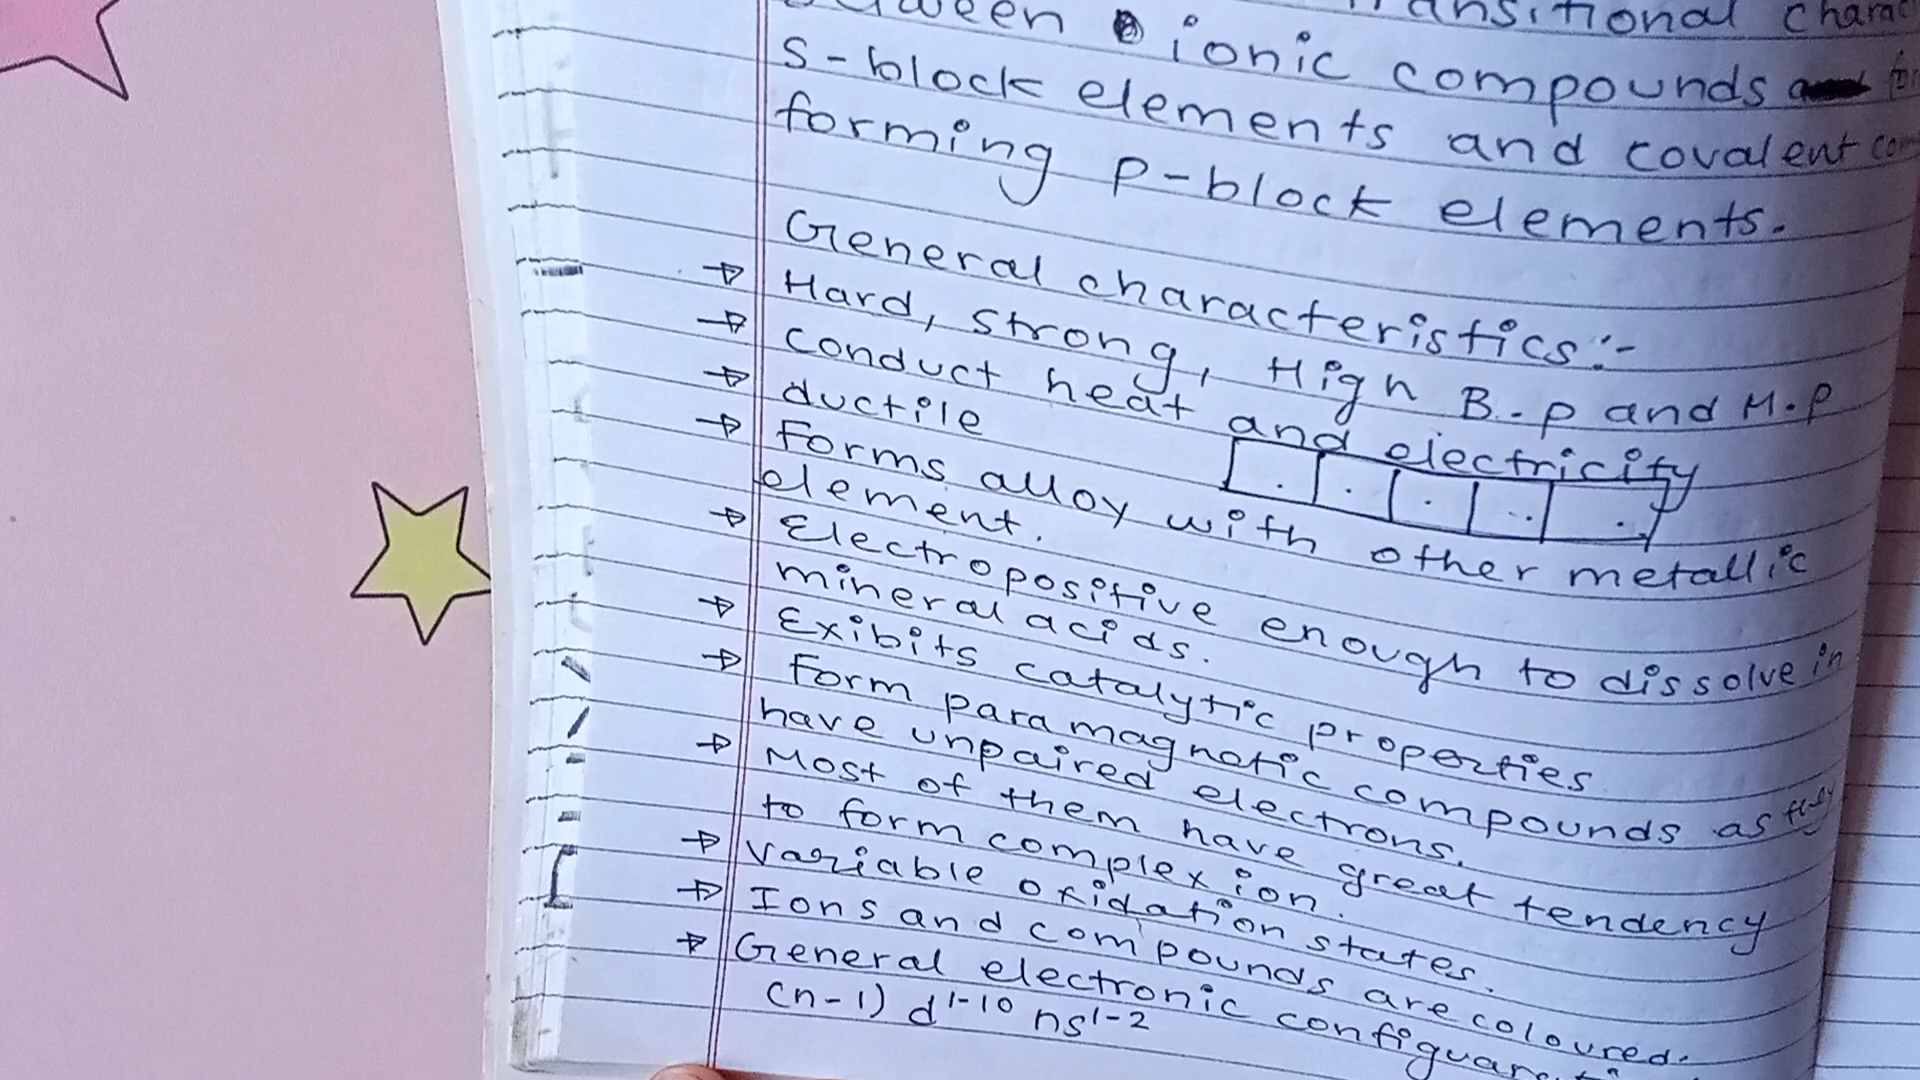 ionic compounds
s-block elements and covalent
forming p-block elements.
General characteristics:-
→ Hard, strong, High B.p and M.p
→ conduct heat and electricity
→ ductile
→ Forms alloy with other metallic
element.
→ Electropositive enough to dissolve in
mineral acids.
→ Exibits catalytic properties
→ Form paramagnetic compounds as they
have unpaired electrons.
→ Most of them have great tendency
to form complex ion.
→ Variable oxidation states.
→ Ions and compounds are coloured.
→ General electronic
(n-1) d¹⁻¹⁰ ns¹⁻²